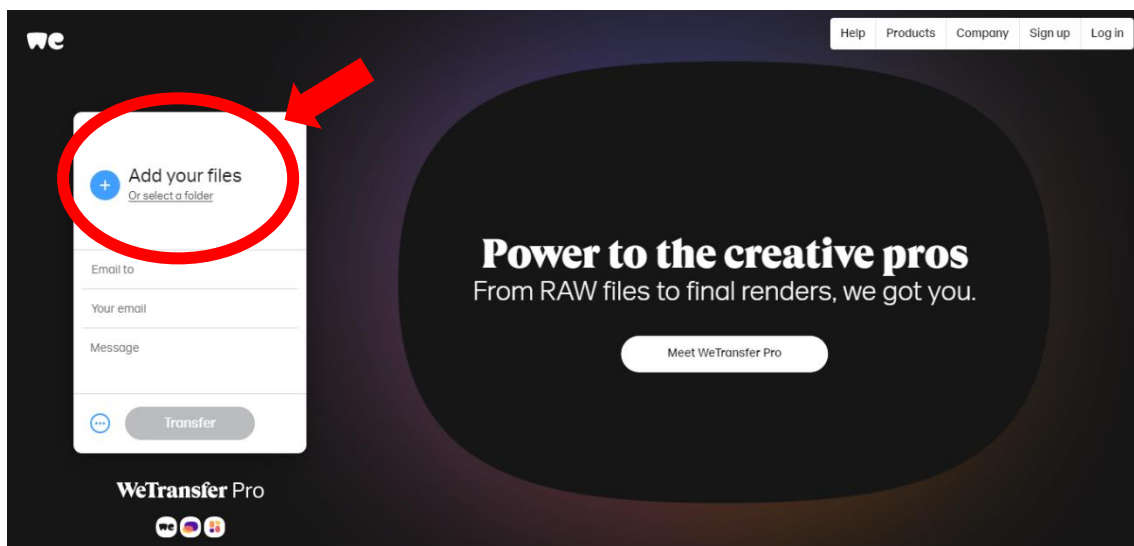 we
Help Products Company Sign up Log in
Add your files
Or select a folder
Email to
Your email
Message
Transfer
WeTransfer Pro
we
Power to the creative pros
From RAW files to final renders, we got you.
Meet WeTransfer Pro